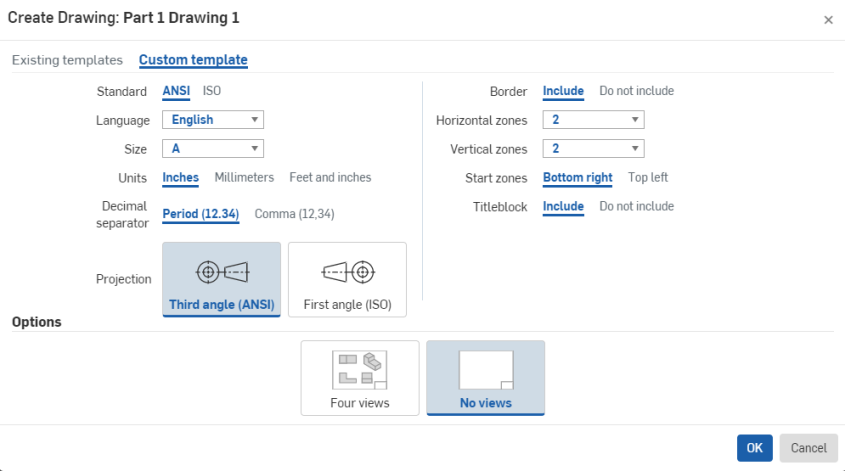 Create Drawing: Part 1 Drawing 1 ×
Existing templates Custom template
Standard ANSI ISO
Language English
Size A
Units Inches Millimeters Feet and inches
Decimal separator Period (12.34) Comma (12,34)
Projection
Third angle (ANSI) First angle (ISO)
Border Include Do not include
Horizontal zones 2
Vertical zones 2
Start zones Bottom right Top left
Titleblock Include Do not include
Options
Four views No views
OK Cancel